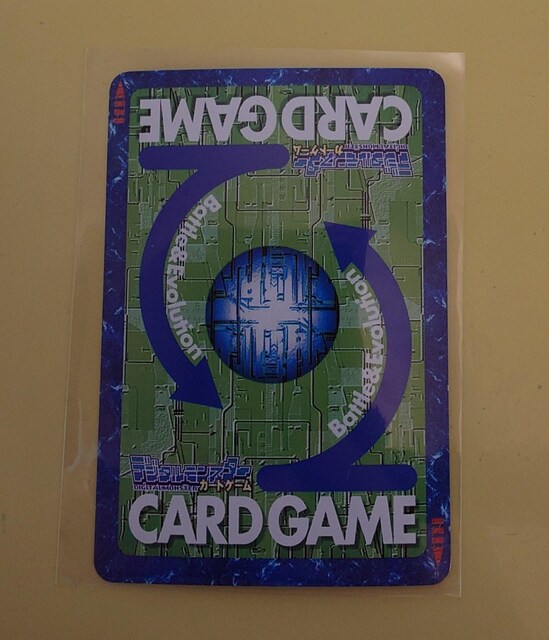 CARD GAME
デジタルモンスター
DIGITALMONSTER
カードゲーム
Battle&Evolution
Battle&Evolution
デジタルモンスター
DIGITALMONSTER
カードゲーム
CARD GAME